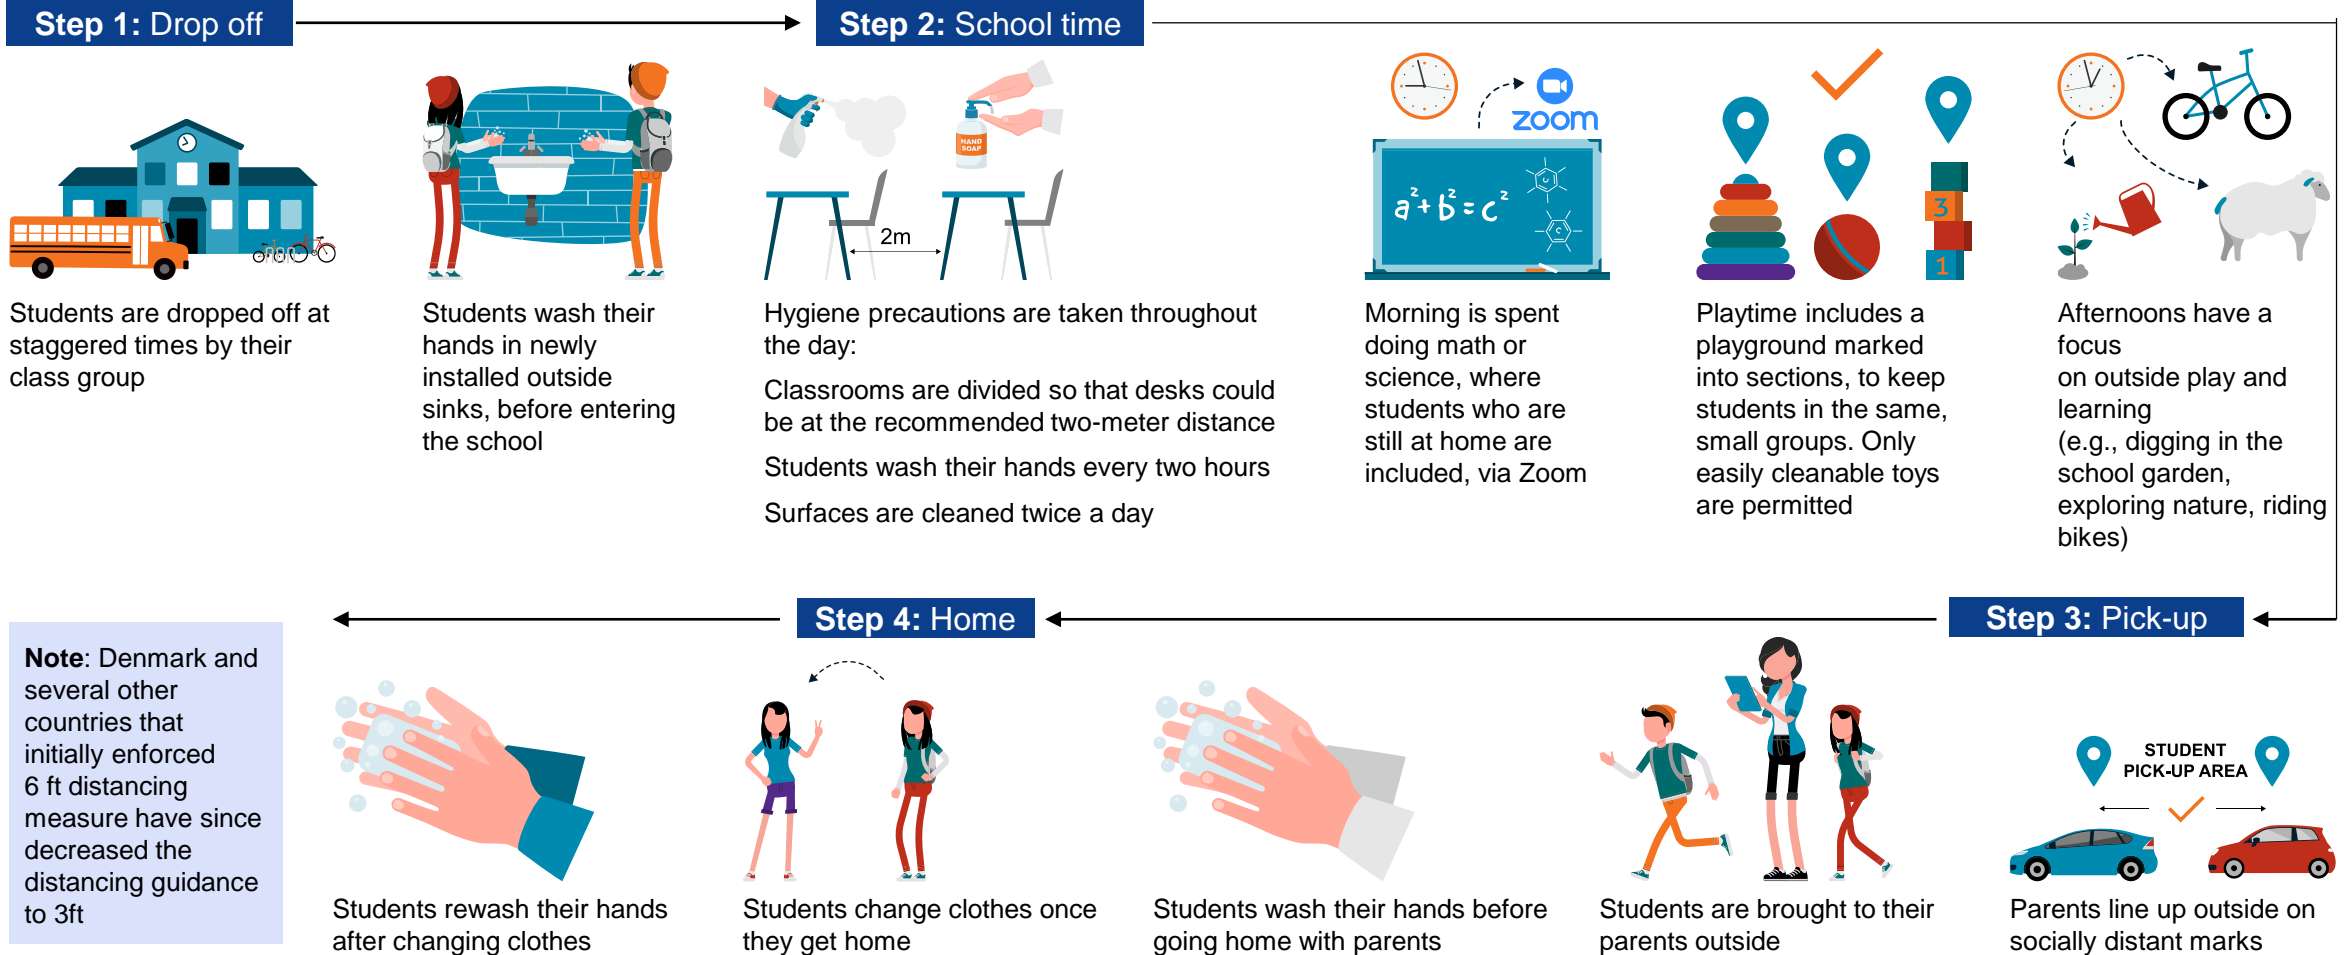 Step 1: Drop off
Step 2: School time
HAND
SOAP
2m
zoom
a² + b² = c²
C
C
3
1
Students are dropped off at
staggered times by their
class group
Students wash their
hands in newly
installed outside
sinks, before entering
the school
Hygiene precautions are taken throughout
the day:
Classrooms are divided so that desks could
be at the recommended two-meter distance
Students wash their hands every two hours
Surfaces are cleaned twice a day
Morning is spent
doing math or
science, where
students who are
still at home are
included, via Zoom
Playtime includes a
playground marked
into sections, to keep
students in the same,
small groups. Only
easily cleanable toys
are permitted
Afternoons have a
focus
on outside play and
learning
(e.g., digging in the
school garden,
exploring nature, riding
bikes)
Step 3: Pick-up
STUDENT
PICK-UP AREA
Parents line up outside on
socially distant marks
Students are brought to their
parents outside
Students wash their hands before
going home with parents
Step 4: Home
Students change clothes once
they get home
Students rewash their hands
after changing clothes
Note: Denmark and
several other
countries that
initially enforced
6 ft distancing
measure have since
decreased the
distancing guidance
to 3ft